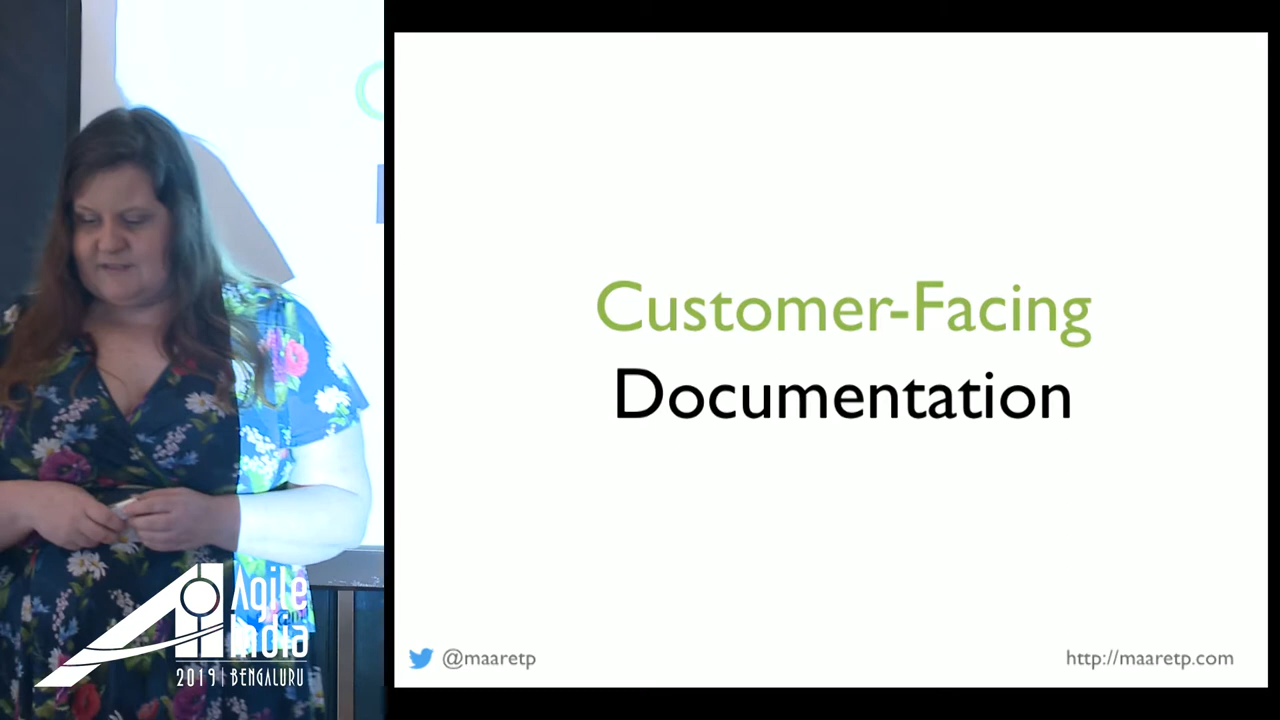 Customer-Facing
Documentation
@maaretp
http://maaretp.com
Agile
India
2019 | BENGALURU